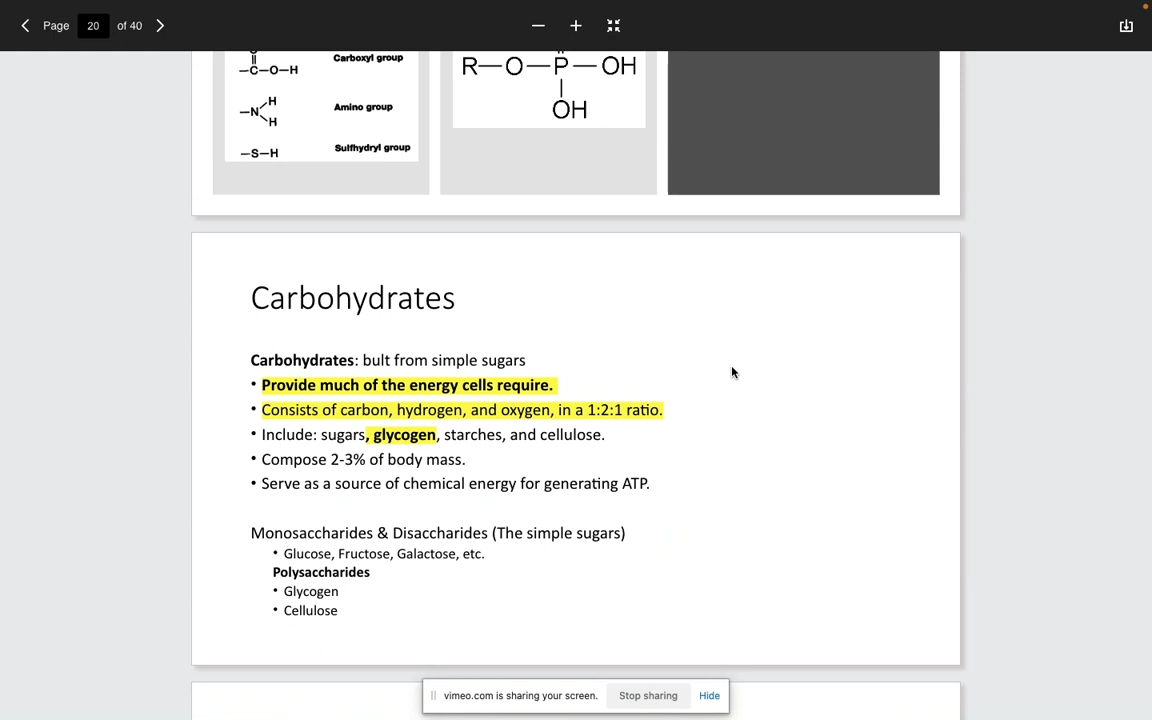 Page 20 of 40
Carboxyl group
O
—C—O—H
Amino group
H
—N
H
Sulfhydryl group
—S—H
R—O—P—OH
OH
Carbohydrates
Carbohydrates: bult from simple sugars
• Provide much of the energy cells require.
• Consists of carbon, hydrogen, and oxygen, in a 1:2:1 ratio.
• Include: sugars, glycogen, starches, and cellulose.
• Compose 2-3% of body mass.
• Serve as a source of chemical energy for generating ATP.
Monosaccharides & Disaccharides (The simple sugars)
• Glucose, Fructose, Galactose, etc.
Polysaccharides
• Glycogen
• Cellulose
vimeo.com is sharing your screen. Stop sharing Hide